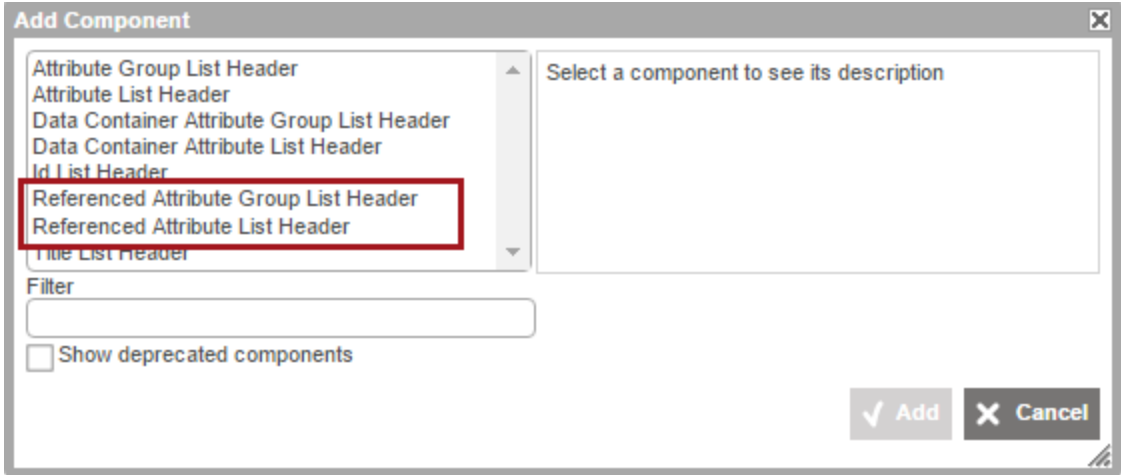 Add Component
Attribute Group List Header
Attribute List Header
Data Container Attribute Group List Header
Data Container Attribute List Header
Id List Header
Referenced Attribute Group List Header
Referenced Attribute List Header
Title List Header
Select a component to see its description
Filter
Show deprecated components
Add
Cancel